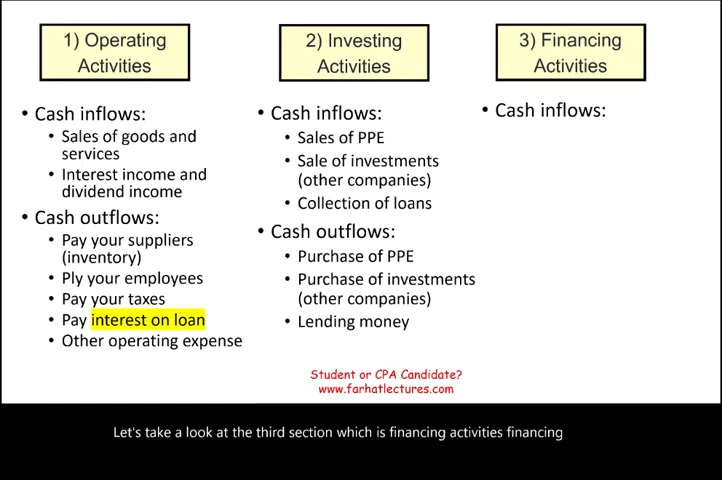 1) Operating
Activities
• Cash inflows:
• Sales of goods and
services
• Interest income and
dividend income
• Cash outflows:
• Pay your suppliers
(inventory)
• Ply your employees
• Pay your taxes
• Pay interest on loan
• Other operating expense
2) Investing
Activities
• Cash inflows:
• Sales of PPE
• Sale of investments
(other companies)
• Collection of loans
• Cash outflows:
• Purchase of PPE
• Purchase of investments
(other companies)
• Lending money
3) Financing
Activities
• Cash inflows:
Student or CPA Candidate?
www.farhatlectures.com
Let's take a look at the third section which is financing activities financing